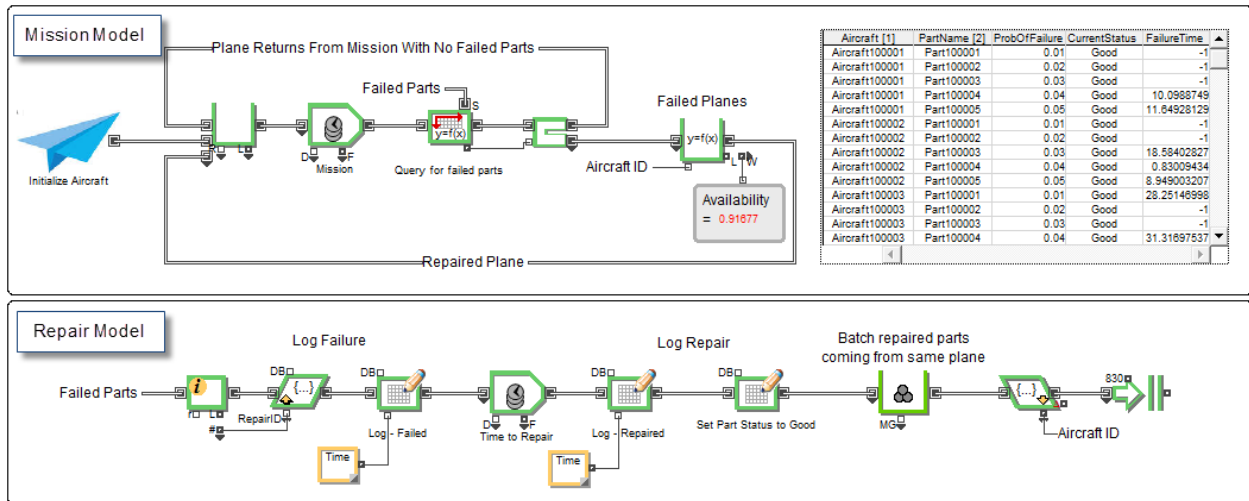 Mission Model
Plane Returns From Mission With No Failed Parts
Failed Parts
S
y=f(x)
R
L
D
F
Mission
Query for failed parts
Initialize Aircraft
Failed Planes
y=f(x)
L
W
Aircraft ID
Availability
= 0.91677
Repaired Plane
Aircraft [1] PartName [2] ProbOfFailure CurrentStatus FailureTime
Aircraft100001 Part100001 0.01 Good -1
Aircraft100001 Part100002 0.02 Good -1
Aircraft100001 Part100003 0.03 Good -1
Aircraft100001 Part100004 0.04 Good 10.0988749
Aircraft100001 Part100005 0.05 Good 11.64928129
Aircraft100002 Part100001 0.01 Good -1
Aircraft100002 Part100002 0.02 Good -1
Aircraft100002 Part100003 0.03 Good 18.58402827
Aircraft100002 Part100004 0.04 Good 0.83009434
Aircraft100002 Part100005 0.05 Good 8.949003207
Aircraft100003 Part100001 0.01 Good 28.25146998
Aircraft100003 Part100002 0.02 Good -1
Aircraft100003 Part100003 0.03 Good -1
Aircraft100003 Part100004 0.04 Good 31.31697537
Repair Model
Log Failure
Log Repair
Batch repaired parts
coming from same plane
Failed Parts
i
L
#
DB
{...}
RepairID
DB
Log - Failed
Time
D
F
Time to Repair
DB
Log - Repaired
Time
DB
Set Part Status to Good
MG
{...}
Aircraft ID
830